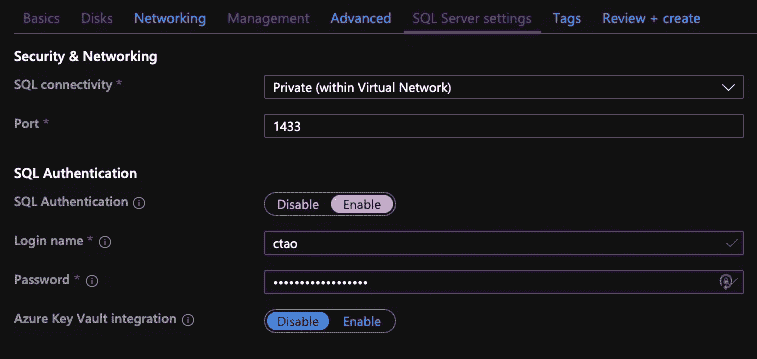 Basics Disks Networking Management Advanced SQL Server settings Tags Review + create
Security & Networking
SQL connectivity * Private (within Virtual Network)
Port * 1433
SQL Authentication
SQL Authentication Disable Enable
Login name * ctao
Password * ••••••••••••••••••
Azure Key Vault integration Disable Enable